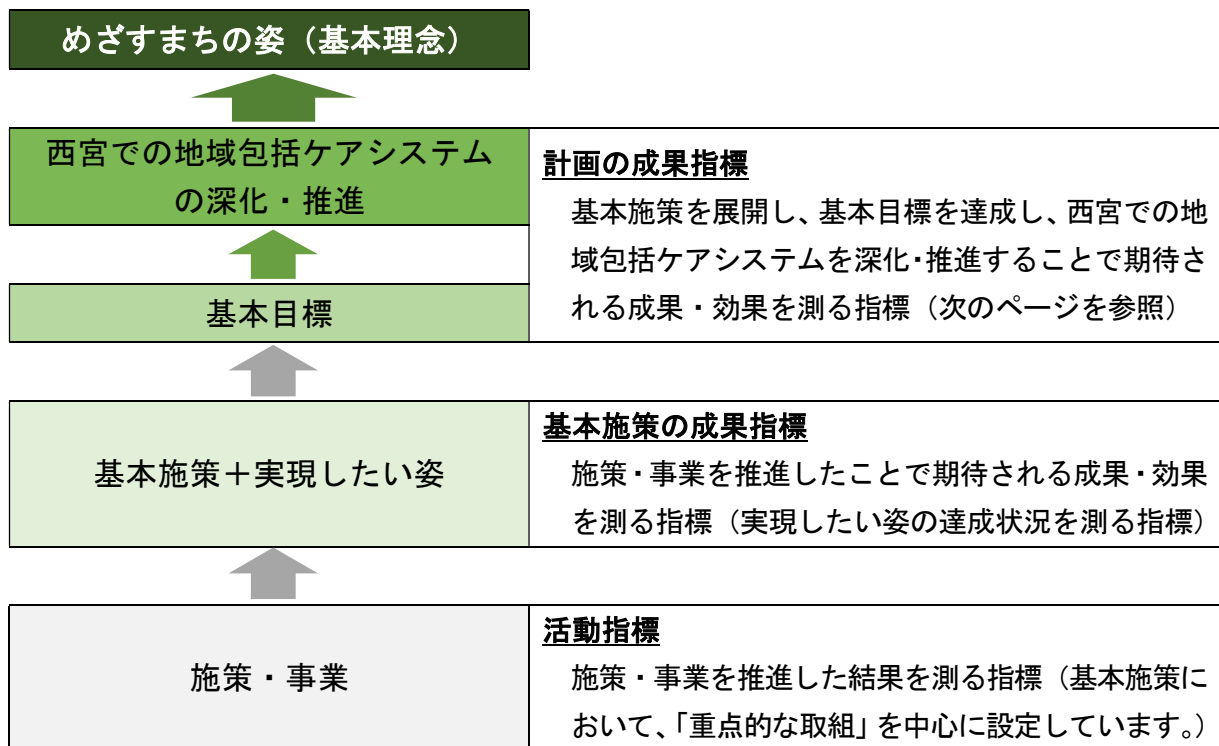 めざすまちの姿（基本理念）
西宮での地域包括ケアシステム
の深化・推進
計画の成果指標
基本施策を展開し、基本目標を達成し、西宮での地
域包括ケアシステムを深化・推進することで期待さ
れる成果・効果を測る指標（次のページを参照）
基本目標
基本施策＋実現したい姿
基本施策の成果指標
施策・事業を推進したことで期待される成果・効果
を測る指標（実現したい姿の達成状況を測る指標）
施策・事業
活動指標
施策・事業を推進した結果を測る指標（基本施策に
おいて、「重点的な取組」を中心に設定しています。）